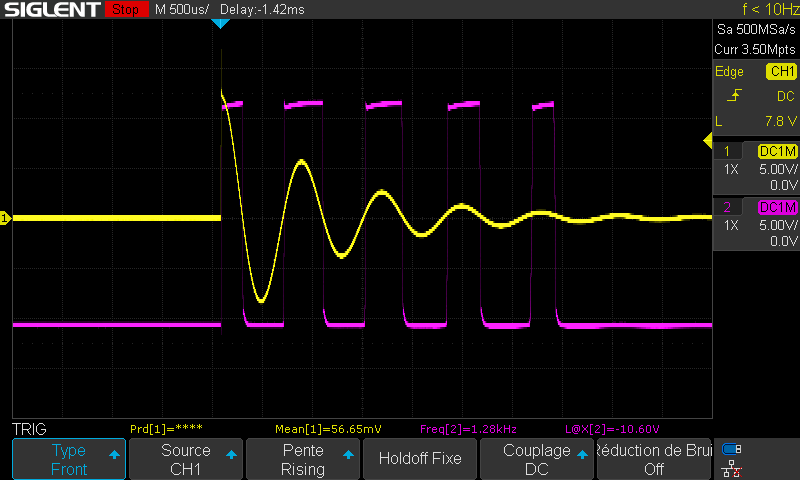 SIGLENT Stop M 500us/ Delay:-1.42ms f < 10Hz
Sa 500MSa/s
Curr 3.50Mpts
Edge CH1
DC
L 7.8 V
1 DC1M
1X 5.00V/
0.0V
2 DC1M
1X 5.00V/
0.0V
1
TRIG Prd[1]=**** Mean[1]=56.65mV Freq[2]=1.28kHz L@X[2]=-10.60V
Type
Front
Source
CH1
Pente
Rising
Holdoff Fixe
Couplage
DC
Réduction de Brui
Off